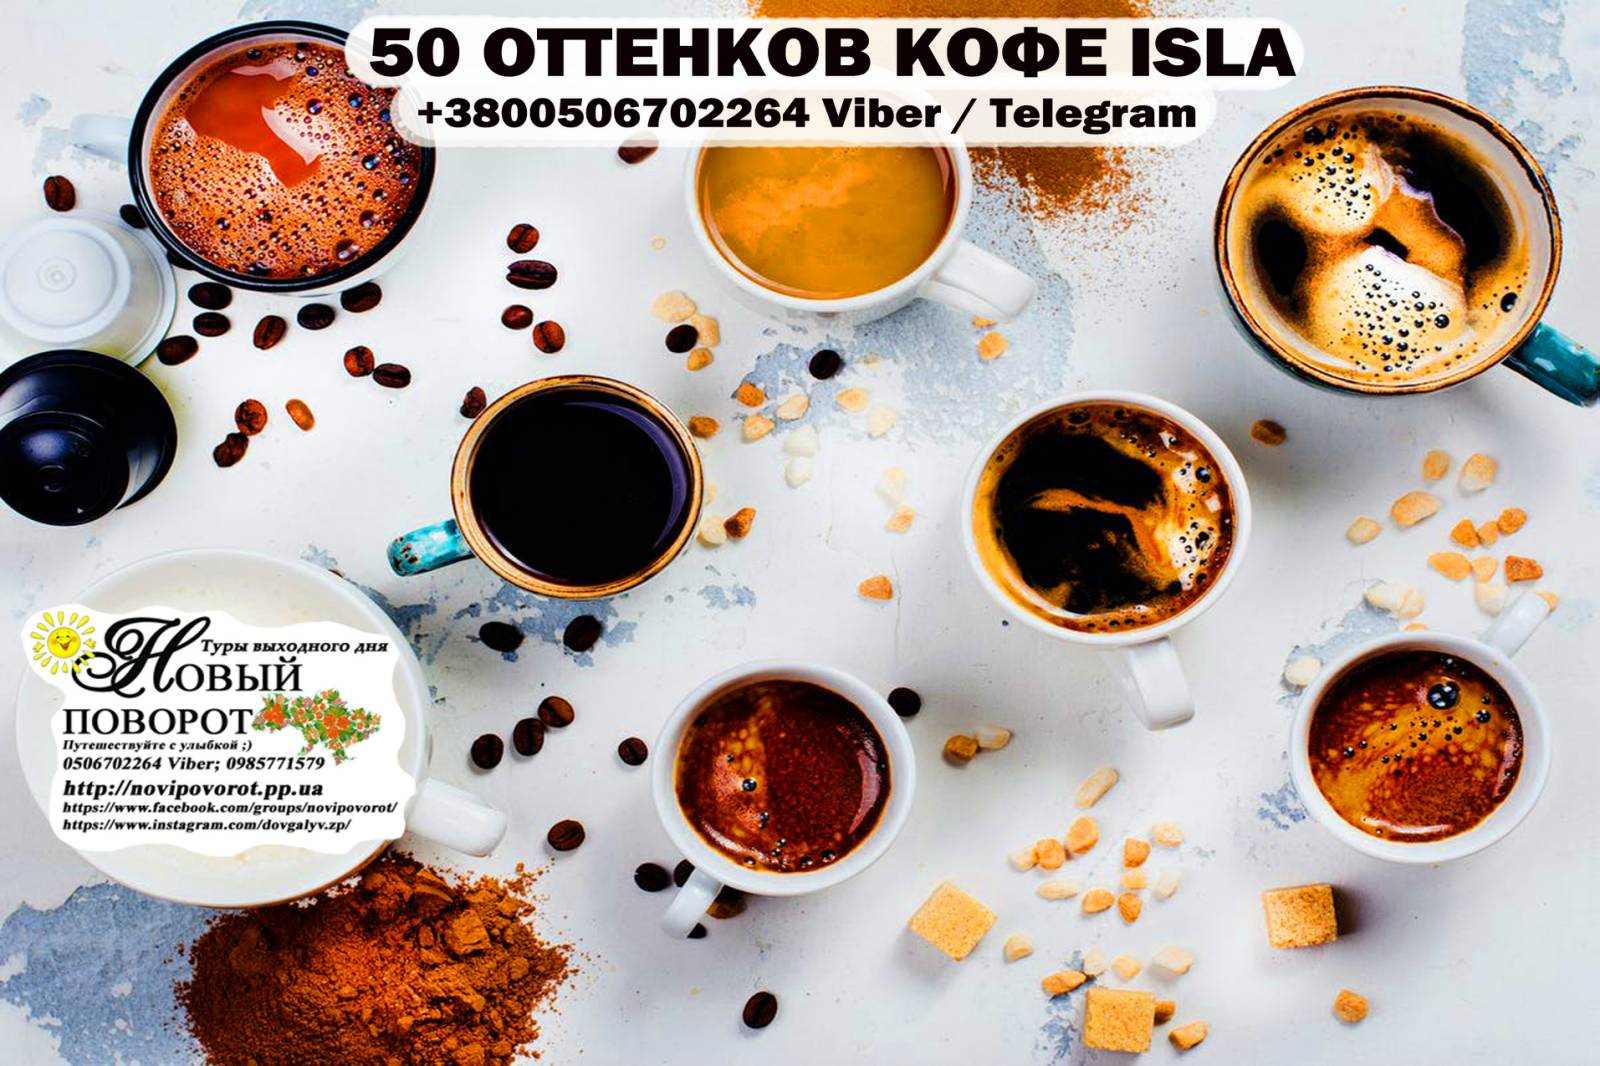 50 ОТТЕНКОВ КОФЕ ISLA
+3800506702264 Viber / Telegram
Туры выходного дня
Новый
поворот
Путешествуйте с улыбкой ;)
0506702264 Viber; 0985771579
http://novipovorot.pp.ua
https://www.facebook.com/groups/novipovorot/
https://www.instagram.com/dovgalyv.zp/